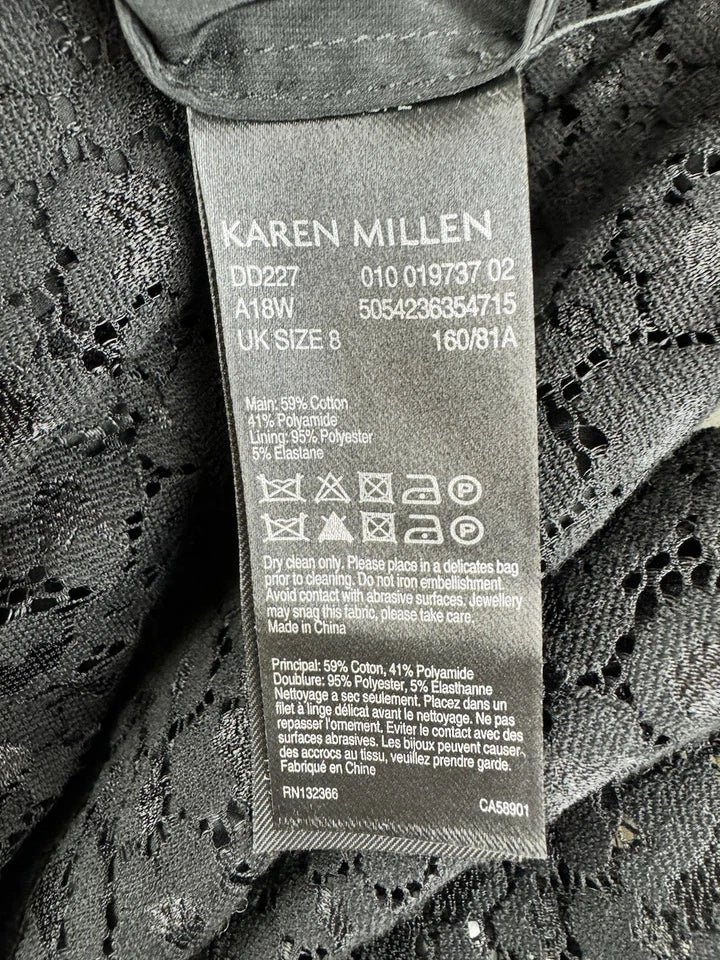 KAREN MILLEN
DD227 010 019737 02
A18W 5054236354715
UK SIZE 8 160/81A
Main: 59% Cotton
41% Polyamide
Lining: 95% Polyester
5% Elastane
P
P
Dry clean only. Please place in a delicates bag
prior to cleaning. Do not iron embellishment.
Avoid contact with abrasive surfaces. Jewellery
may snag this fabric, please take care.
Made in China
Principal: 59% Coton, 41% Polyamide
Doublure: 95% Polyester, 5% Elasthanne
Nettoyage a sec seulement. Placez dans un
filet à linge délicat avant le nettoyage. Ne pas
repasser l'ornement. Eviter le contact avec des
surfaces abrasives. Les bijoux peuvent causer
des accrocs au tissu, veuillez prendre garde.
Fabriqué en Chine
RN132366 CA58901